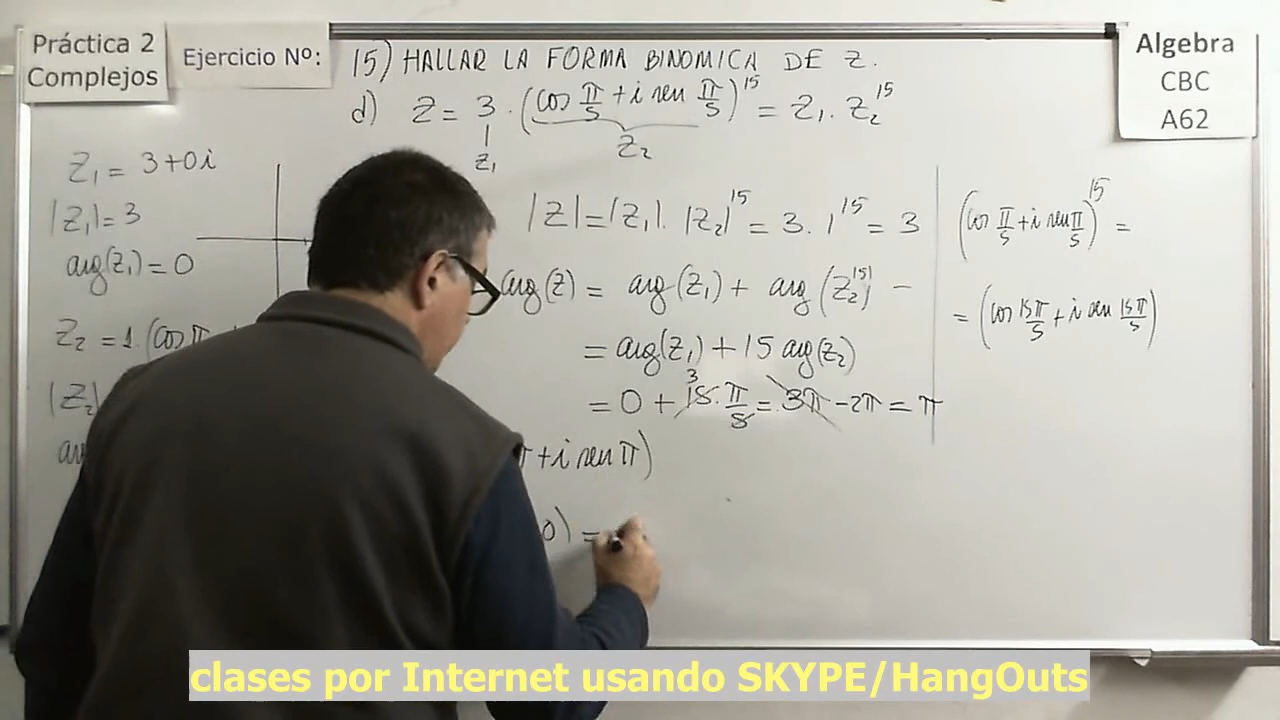 Práctica 2
Complejos
Ejercicio Nº:
15) HALLAR LA FORMA BINOMICA DE Z.
d) Z = 3 · (cos π/5 + i sen π/5)^15 = Z₁ · Z₂^15
Z₁
Z₂
Algebra
CBC
A62
Z₁ = 3+0i
|Z₁| = 3
arg(Z₁) = 0
Z₂ = 1. (cos π
|Z₂
|Z| = |Z₁| · |Z₂|^15 = 3 · 1^15 = 3
arg(Z) = arg(Z₁) + arg(Z₂^15) -
= arg(Z₁) + 15 arg(Z₂)
3
= 0 + 15 · π/5 = 3π - 2π = π
π + i sen π)
0) =
(cos π/5 + i sen π/5)^15 =
= (cos 15π/5 + i sen 15π/5)
clases por Internet usando SKYPE/HangOuts